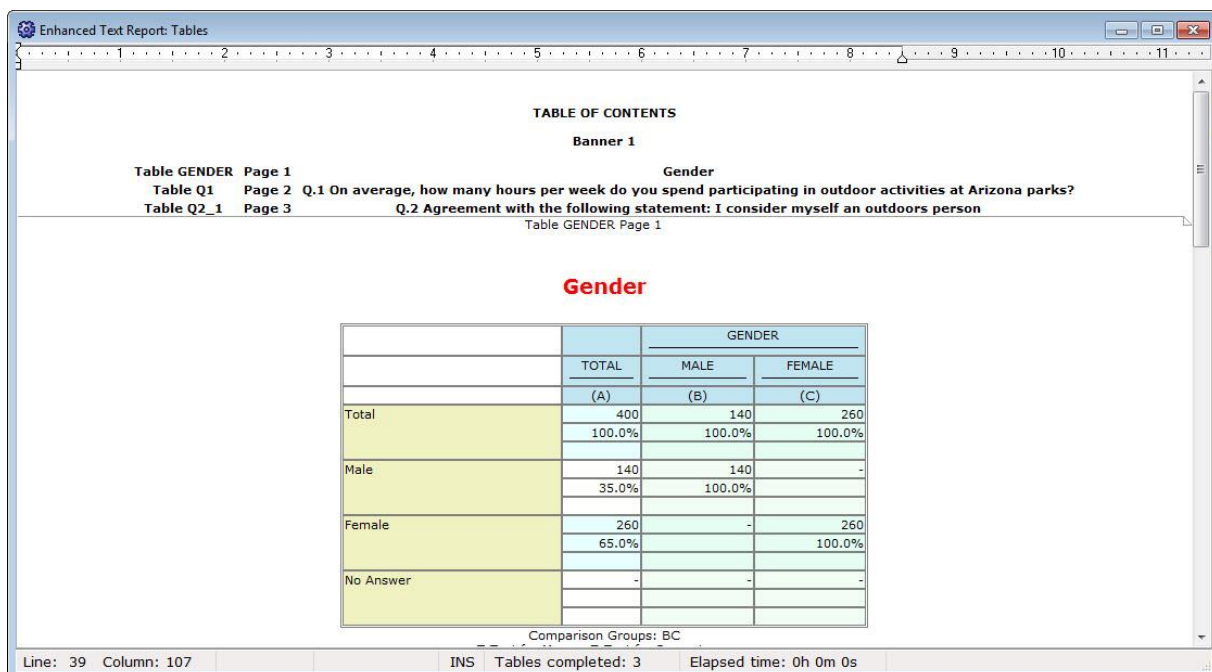 Enhanced Text Report: Tables
1 2 3 4 5 6 7 8 9 10 11
TABLE OF CONTENTS
Banner 1
Table GENDER Page 1 Gender
Table Q1 Page 2 Q.1 On average, how many hours per week do you spend participating in outdoor activities at Arizona parks?
Table Q2_1 Page 3 Q.2 Agreement with the following statement: I consider myself an outdoors person
Table GENDER Page 1
Gender
GENDER
TOTAL MALE FEMALE
(A) (B) (C)
Total 400 140 260
100.0% 100.0% 100.0%
Male 140 140 -
35.0% 100.0%
Female 260 - 260
65.0% 100.0%
No Answer - - -
Comparison Groups: BC
Line: 39 Column: 107 INS Tables completed: 3 Elapsed time: 0h 0m 0s